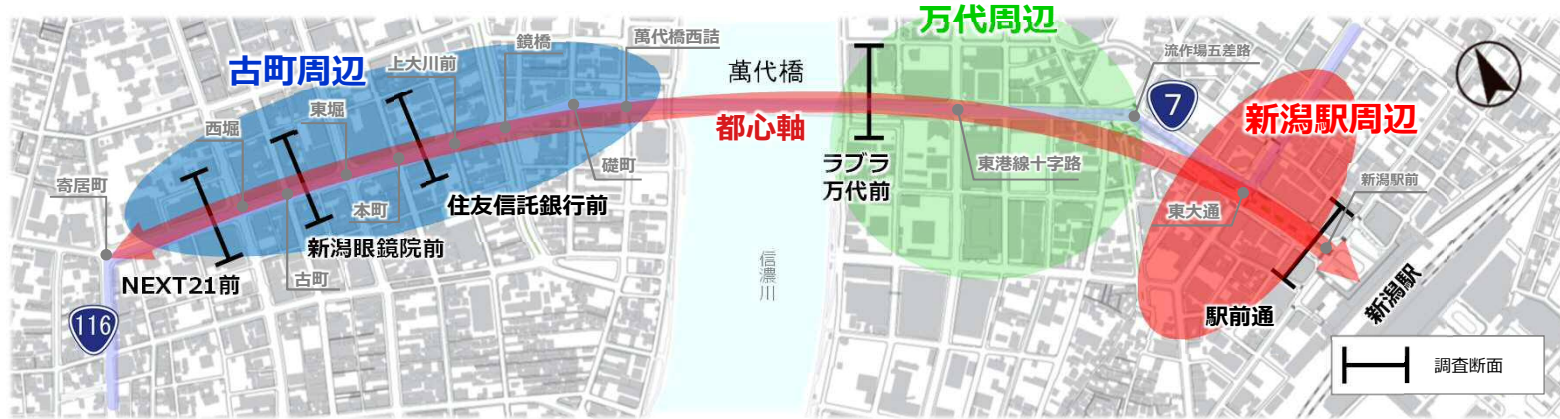 万代周辺
古町周辺
新潟駅周辺
萬代橋
都心軸
萬代橋西詰
鏡橋
上大川前
東堀
西堀
寄居町
礎町
本町
古町
流作場五差路
7
東港線十字路
東大通
新潟駅前
ラブラ
万代前
住友信託銀行前
新潟眼鏡院前
NEXT21前
信濃川
116
駅前通
新潟駅
調査断面